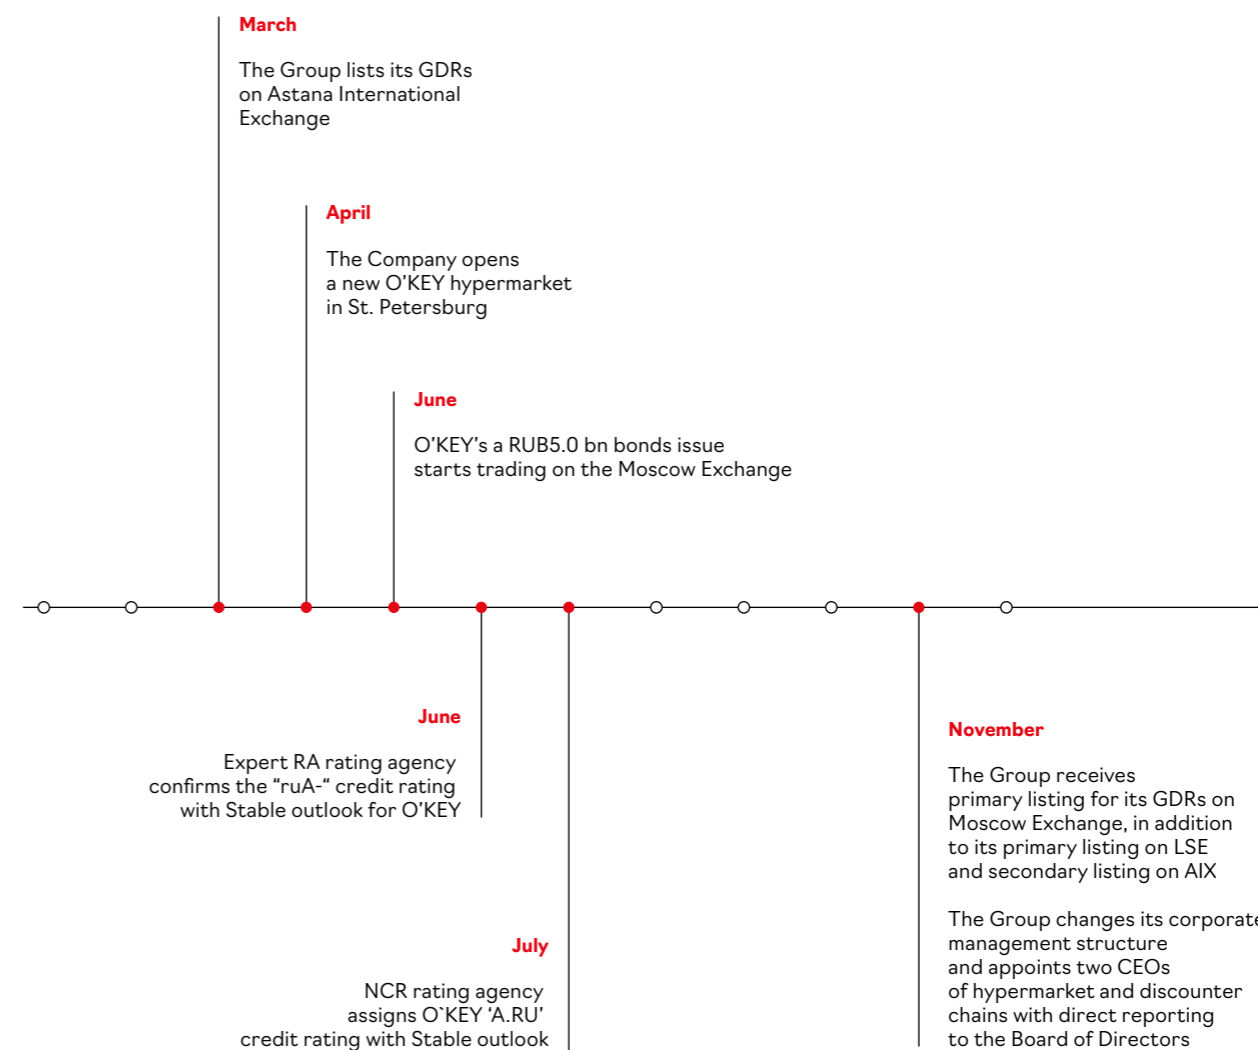 March
The Group lists its GDRs
on Astana International
Exchange
April
The Company opens
a new O'KEY hypermarket
in St. Petersburg
June
O'KEY's a RUB5.0 bn bonds issue
starts trading on the Moscow Exchange
June
Expert RA rating agency
confirms the “ruA-“ credit rating
with Stable outlook for O'KEY
July
NCR rating agency
assigns O`KEY 'A.RU'
credit rating with Stable outlook
November
The Group receives
primary listing for its GDRs on
Moscow Exchange, in addition
to its primary listing on LSE
and secondary listing on AIX
The Group changes its corporate
management structure
and appoints two CEOs
of hypermarket and discounter
chains with direct reporting
to the Board of Directors